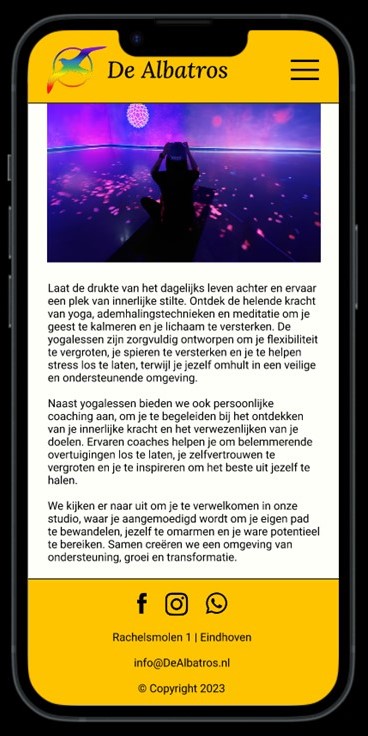 De Albatros
Laat de drukte van het dagelijks leven achter en ervaar
een plek van innerlijke stilte. Ontdek de helende kracht
van yoga, ademhalingstechnieken en meditatie om je
geest te kalmeren en je lichaam te versterken. De
yogalessen zijn zorgvuldig ontworpen om je flexibiliteit
te vergroten, je spieren te versterken en je te helpen
stress los te laten, terwijl je jezelf omhult in een veilige
en ondersteunende omgeving.
Naast yogalessen bieden we ook persoonlijke
coaching aan, om je te begeleiden bij het ontdekken
van je innerlijke kracht en het verwezenlijken van je
doelen. Ervaren coaches helpen je om belemmerende
overtuigingen los te laten, je zelfvertrouwen te
vergroten en je te inspireren om het beste uit jezelf te
halen.
We kijken er naar uit om je te verwelkomen in onze
studio, waar je aangemoedigd wordt om je eigen pad
te bewandelen, jezelf te omarmen en je ware potentieel
te bereiken. Samen creëren we een omgeving van
ondersteuning, groei en transformatie.
Rachelsmolen 1 | Eindhoven
info@DeAlbatros.nl
© Copyright 2023